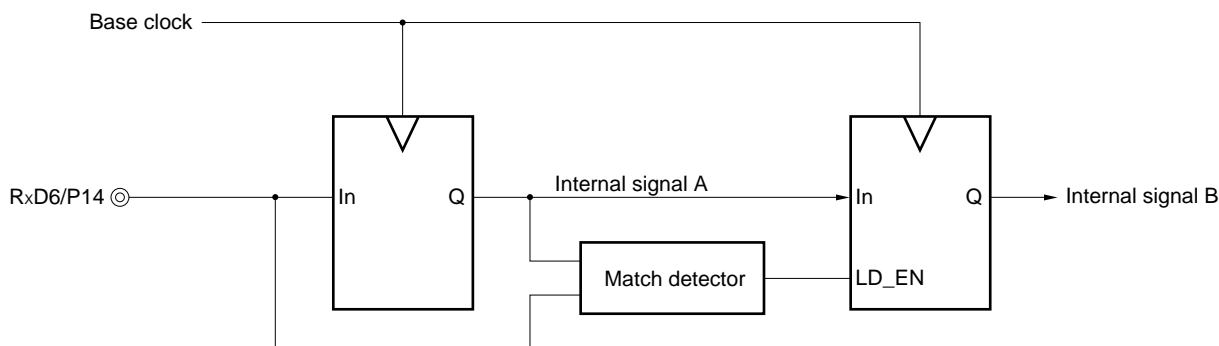 Base clock
RxD6/P14
In
Q
Internal signal A
In
Q
Internal signal B
Match detector
LD_EN